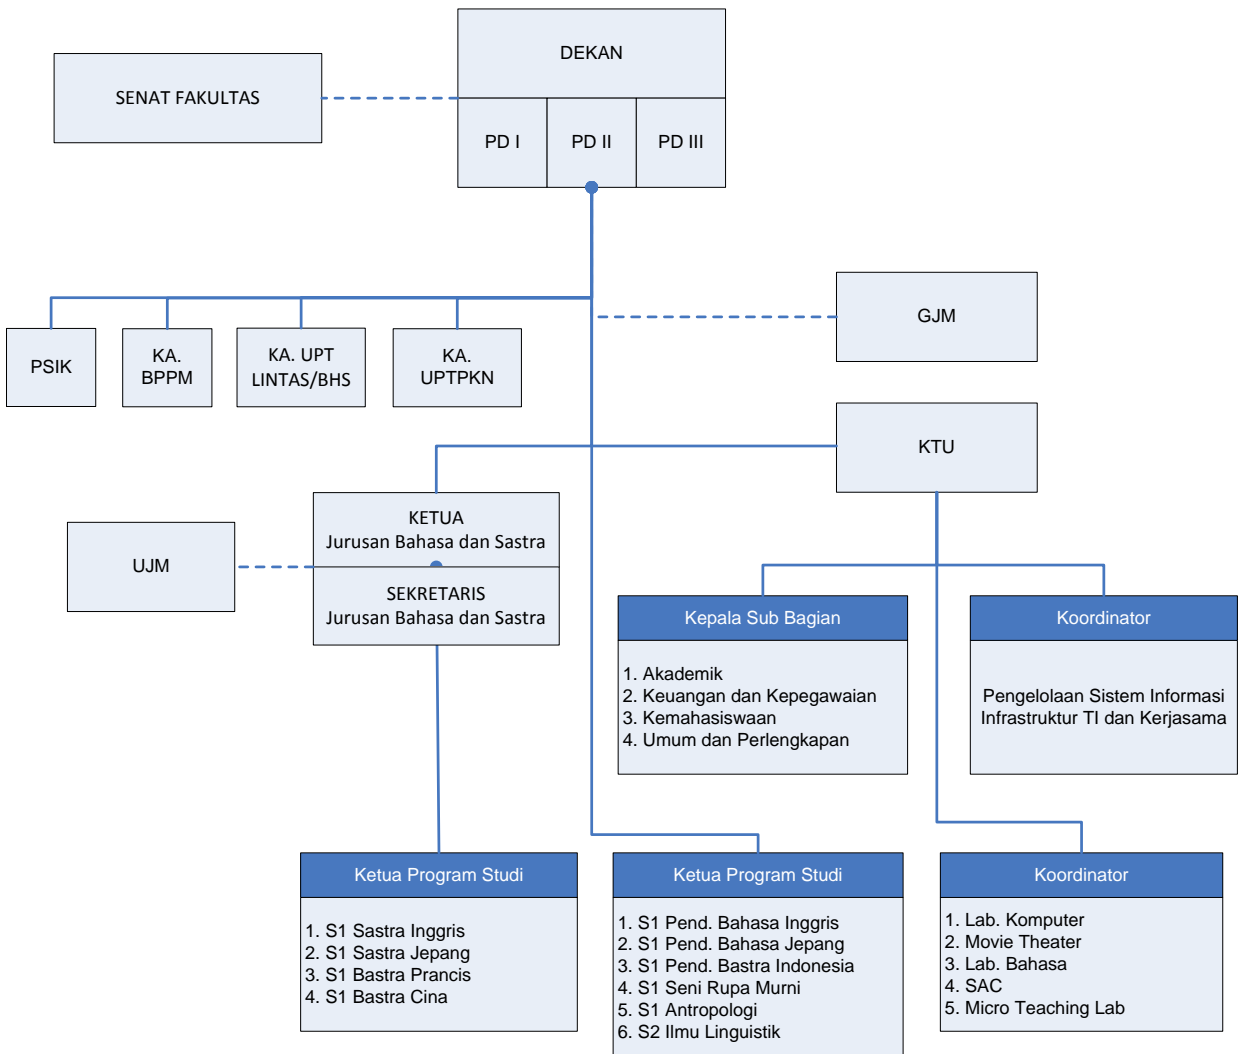 DEKAN
SENAT FAKULTAS
PD I
PD II
PD III
GJM
PSIK
KA.
BPPM
KA. UPT
LINTAS/BHS
KA.
UPTPKN
KTU
KETUA
Jurusan Bahasa dan Sastra
UJM
SEKRETARIS
Jurusan Bahasa dan Sastra
Kepala Sub Bagian
1. Akademik
2. Keuangan dan Kepegawaian
3. Kemahasiswaan
4. Umum dan Perlengkapan
Koordinator
Pengelolaan Sistem Informasi
Infrastruktur TI dan Kerjasama
Ketua Program Studi
1. S1 Sastra Inggris
2. S1 Sastra Jepang
3. S1 Bastra Prancis
4. S1 Bastra Cina
Ketua Program Studi
1. S1 Pend. Bahasa Inggris
2. S1 Pend. Bahasa Jepang
3. S1 Pend. Bastra Indonesia
4. S1 Seni Rupa Murni
5. S1 Antropologi
6. S2 Ilmu Linguistik
Koordinator
1. Lab. Komputer
2. Movie Theater
3. Lab. Bahasa
4. SAC
5. Micro Teaching Lab